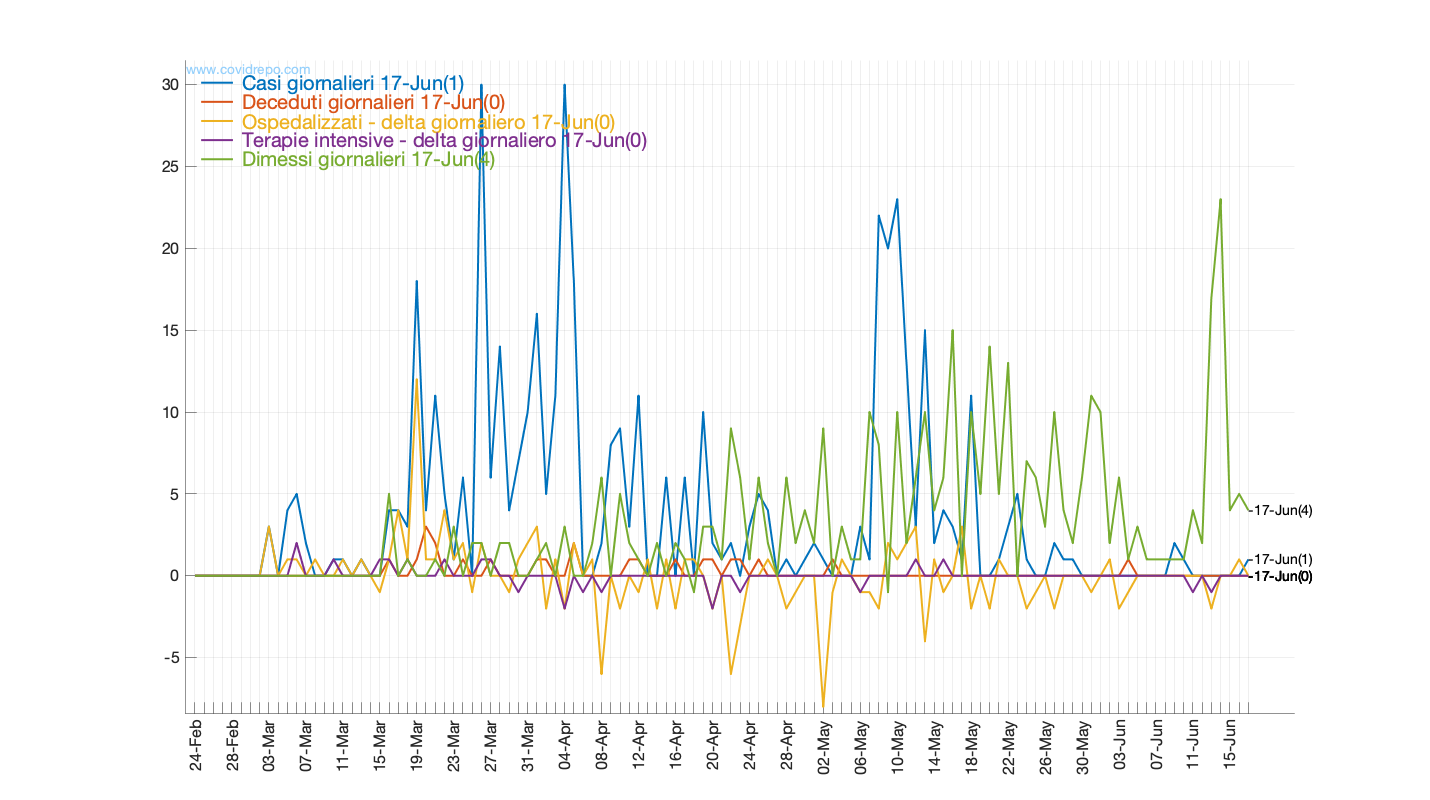 www.covidrepo.com
Casi giornalieri 17-Jun(1)
Deceduti giornalieri 17-Jun(0)
Ospedalizzati - delta giornaliero 17-Jun(0)
Terapie intensive - delta giornaliero 17-Jun(0)
Dimessi giornalieri 17-Jun(4)
30
25
20
15
10
5
0
-5
17-Jun(4)
17-Jun(1)
17-Jun(0)
24-Feb
28-Feb
03-Mar
07-Mar
11-Mar
15-Mar
19-Mar
23-Mar
27-Mar
31-Mar
04-Apr
08-Apr
12-Apr
16-Apr
20-Apr
24-Apr
28-Apr
02-May
06-May
10-May
14-May
18-May
22-May
26-May
30-May
03-Jun
07-Jun
11-Jun
15-Jun